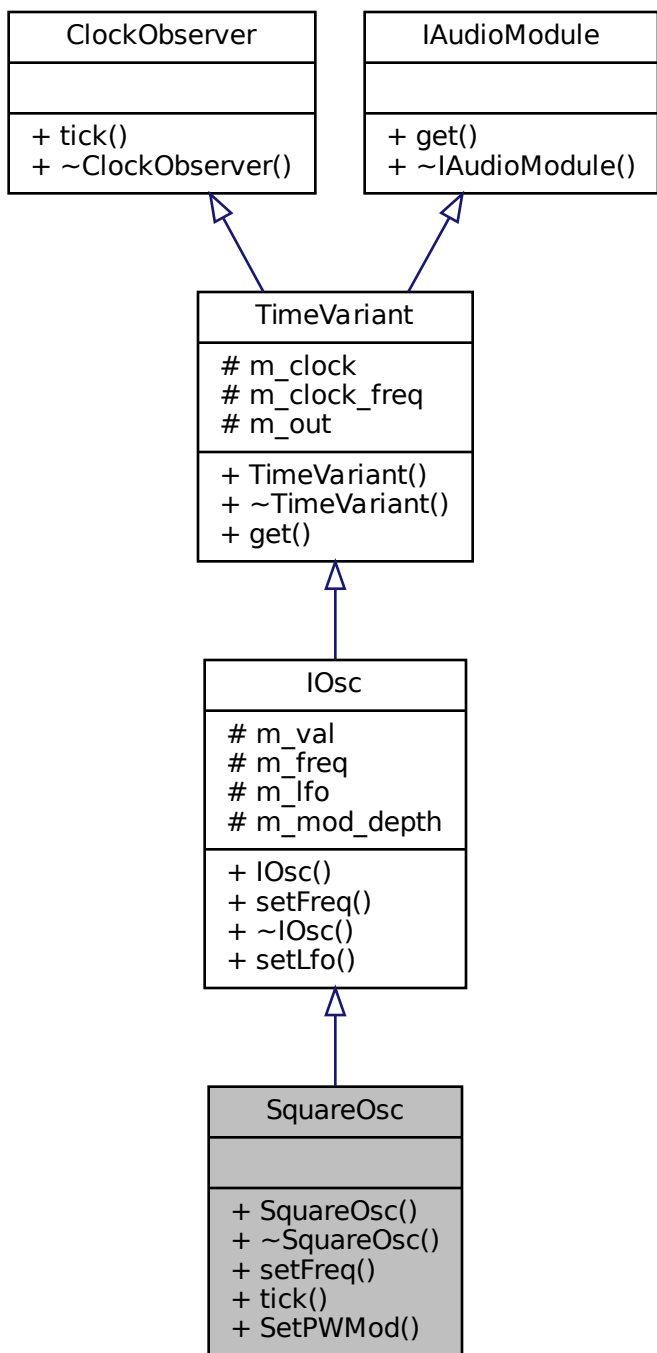 ClockObserver
+ tick()
+ ~ClockObserver()
IAudioModule
+ get()
+ ~IAudioModule()
TimeVariant
# m_clock
# m_clock_freq
# m_out
+ TimeVariant()
+ ~TimeVariant()
+ get()
IOsc
# m_val
# m_freq
# m_lfo
# m_mod_depth
+ IOsc()
+ setFreq()
+ ~IOsc()
+ setLfo()
SquareOsc
+ SquareOsc()
+ ~SquareOsc()
+ setFreq()
+ tick()
+ SetPWMod()